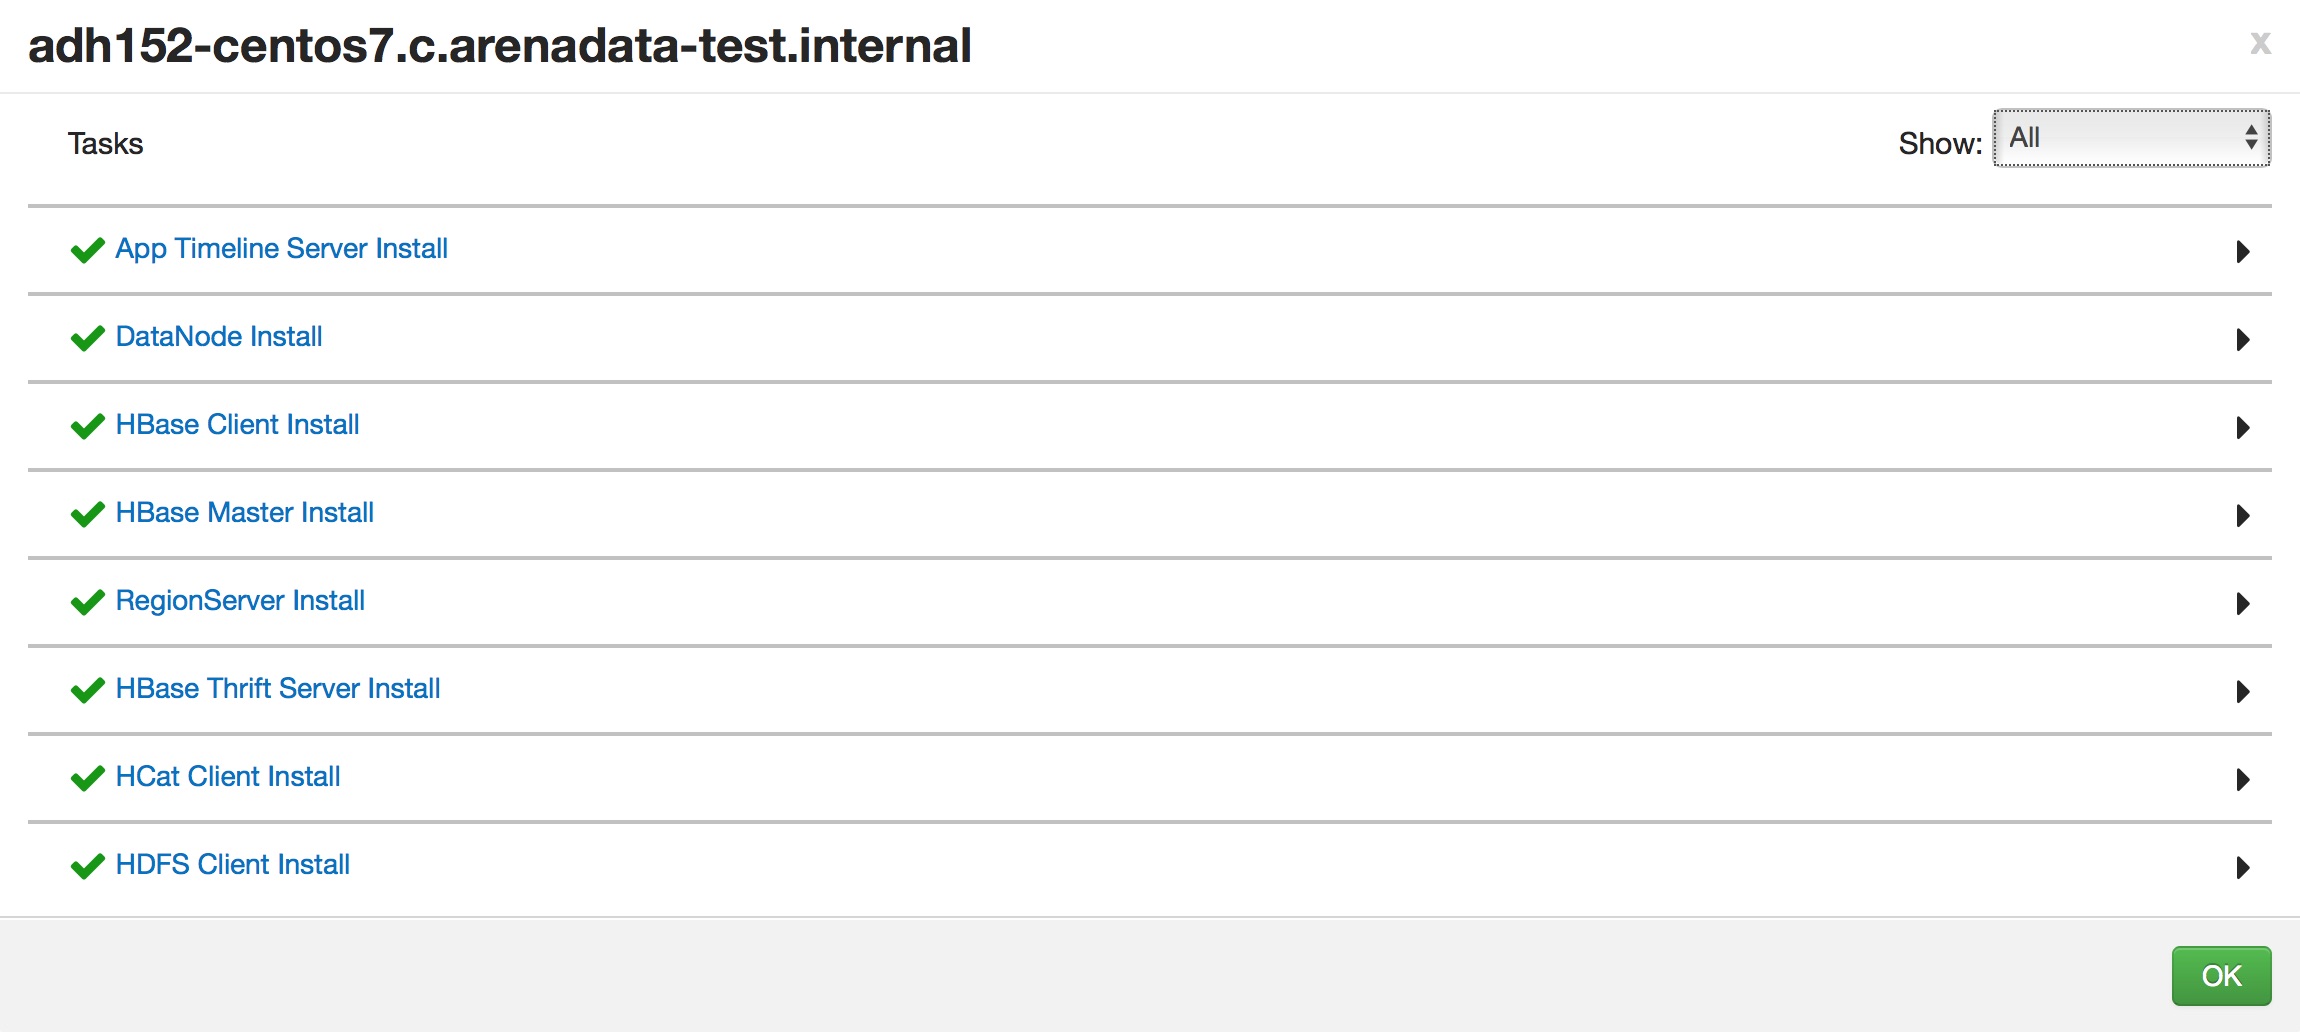 adh152-centos7.c.arenadata-test.internal
x
Tasks
Show: All
App Timeline Server Install
DataNode Install
HBase Client Install
HBase Master Install
RegionServer Install
HBase Thrift Server Install
HCat Client Install
HDFS Client Install
OK